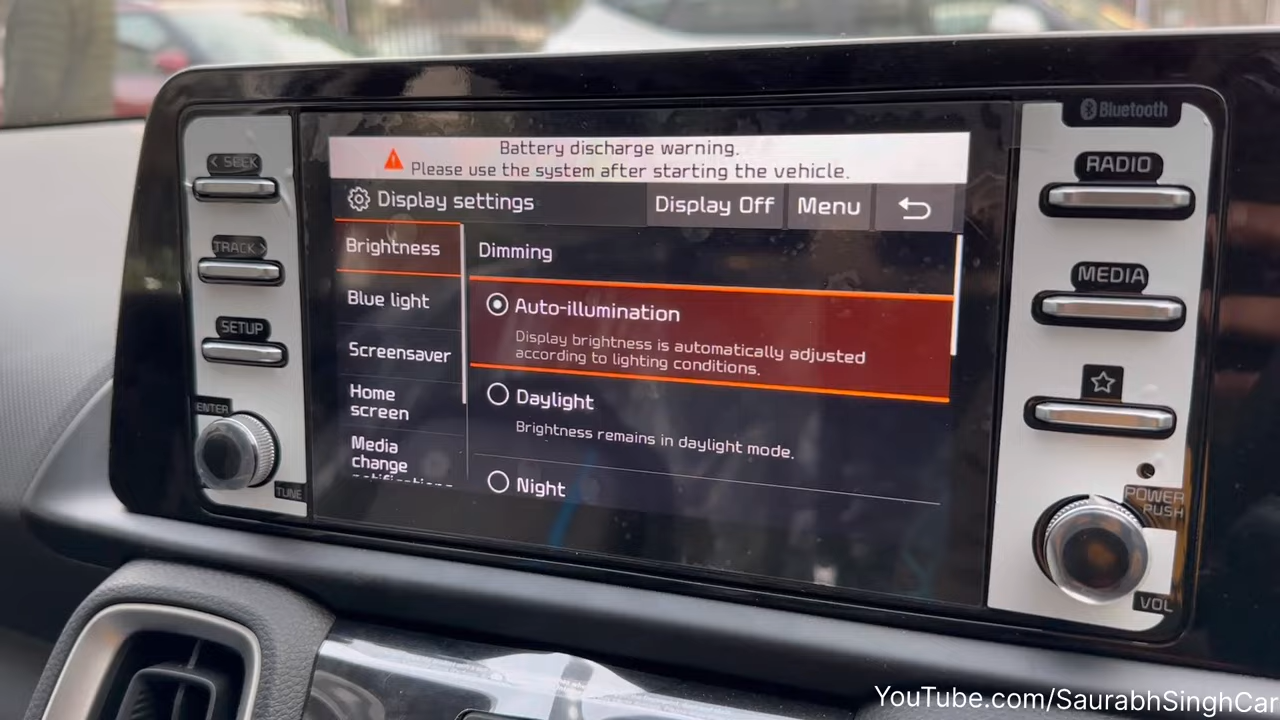 Bluetooth
< SEEK
TRACK >
SETUP
ENTER
TUNE
Battery discharge warning.
Please use the system after starting the vehicle.
Display settings
Display Off
Menu
Brightness
Blue light
Screensaver
Home
screen
Media
change
notifications
Dimming
Auto-illumination
Display brightness is automatically adjusted
according to lighting conditions.
Daylight
Brightness remains in daylight mode.
Night
RADIO
MEDIA
POWER
PUSH
VOL
YouTube.com/SaurabhSinghCar